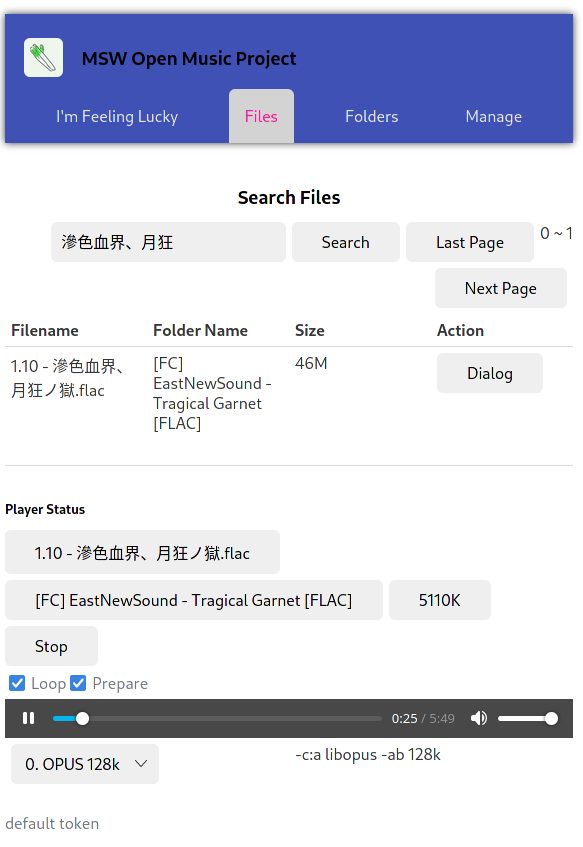 MSW Open Music Project
I'm Feeling Lucky Files Folders Manage
Search Files
滲色血界、月狂 Search Last Page 0 ~ 1
Next Page
Filename Folder Name Size Action
1.10 - 滲色血界、
月狂ノ獄.flac
[FC]
EastNewSound -
Tragical Garnet
[FLAC]
46M
Dialog
Player Status
1.10 - 滲色血界、月狂ノ獄.flac
[FC] EastNewSound - Tragical Garnet [FLAC] 5110K
Stop
Loop Prepare
0:25 / 5:49
0. OPUS 128k -c:a libopus -ab 128k
default token